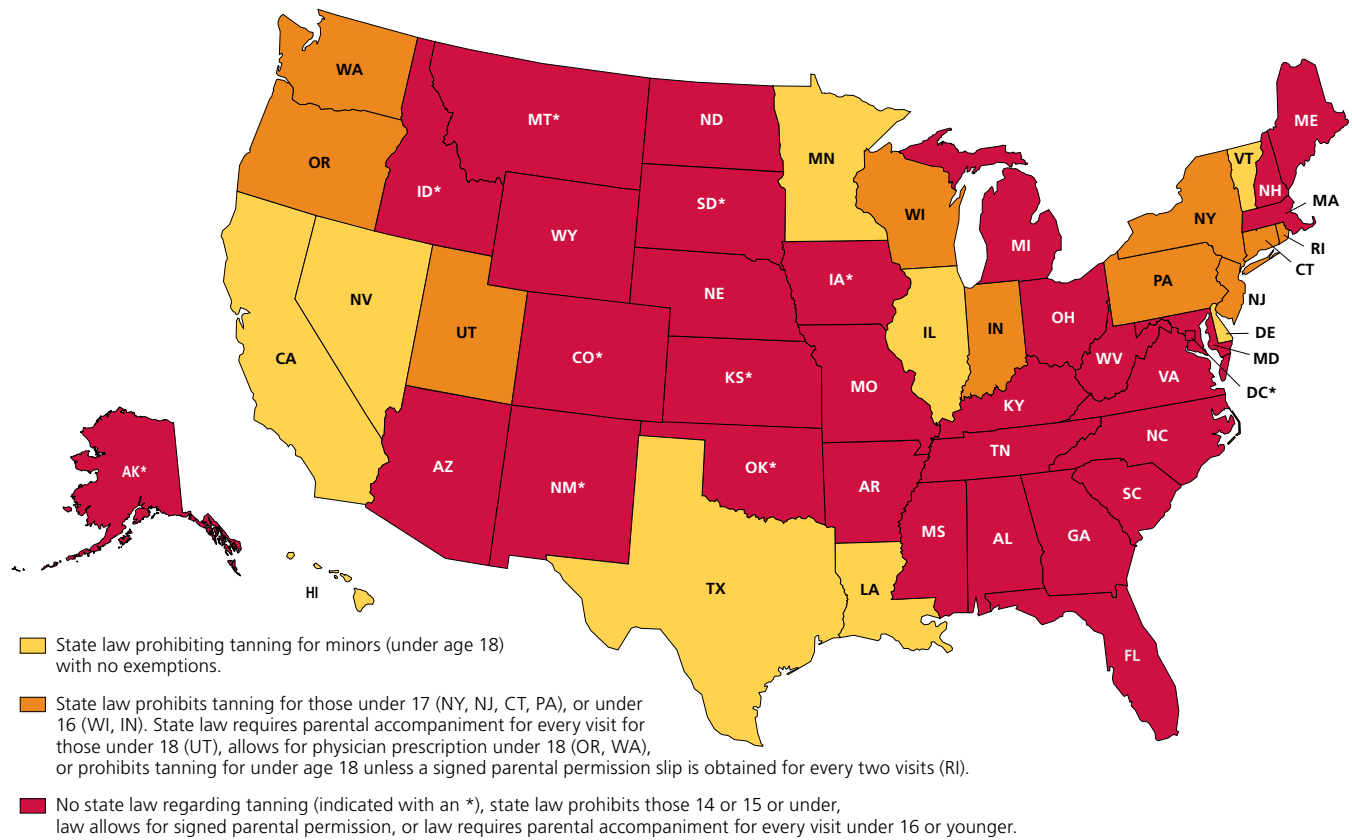 WA
MT*
ND
MN
ME
OR
ID*
SD*
WI
VT
NH
MA
NY
WY
MI
RI
CT
IA*
NE
PA
NJ
NV
UT
IL
IN
OH
DE
CA
CO*
MD
WV
KS*
MO
VA
DC*
KY
NC
TN
AZ
OK*
AK*
NM*
AR
SC
MS
AL
GA
TX
LA
HI
FL
State law prohibiting tanning for minors (under age 18)
with no exemptions.
State law prohibits tanning for those under 17 (NY, NJ, CT, PA), or under
16 (WI, IN). State law requires parental accompaniment for every visit for
those under 18 (UT), allows for physician prescription under 18 (OR, WA),
or prohibits tanning for under age 18 unless a signed parental permission slip is obtained for every two visits (RI).
No state law regarding tanning (indicated with an *), state law prohibits those 14 or 15 or under,
law allows for signed parental permission, or law requires parental accompaniment for every visit under 16 or younger.